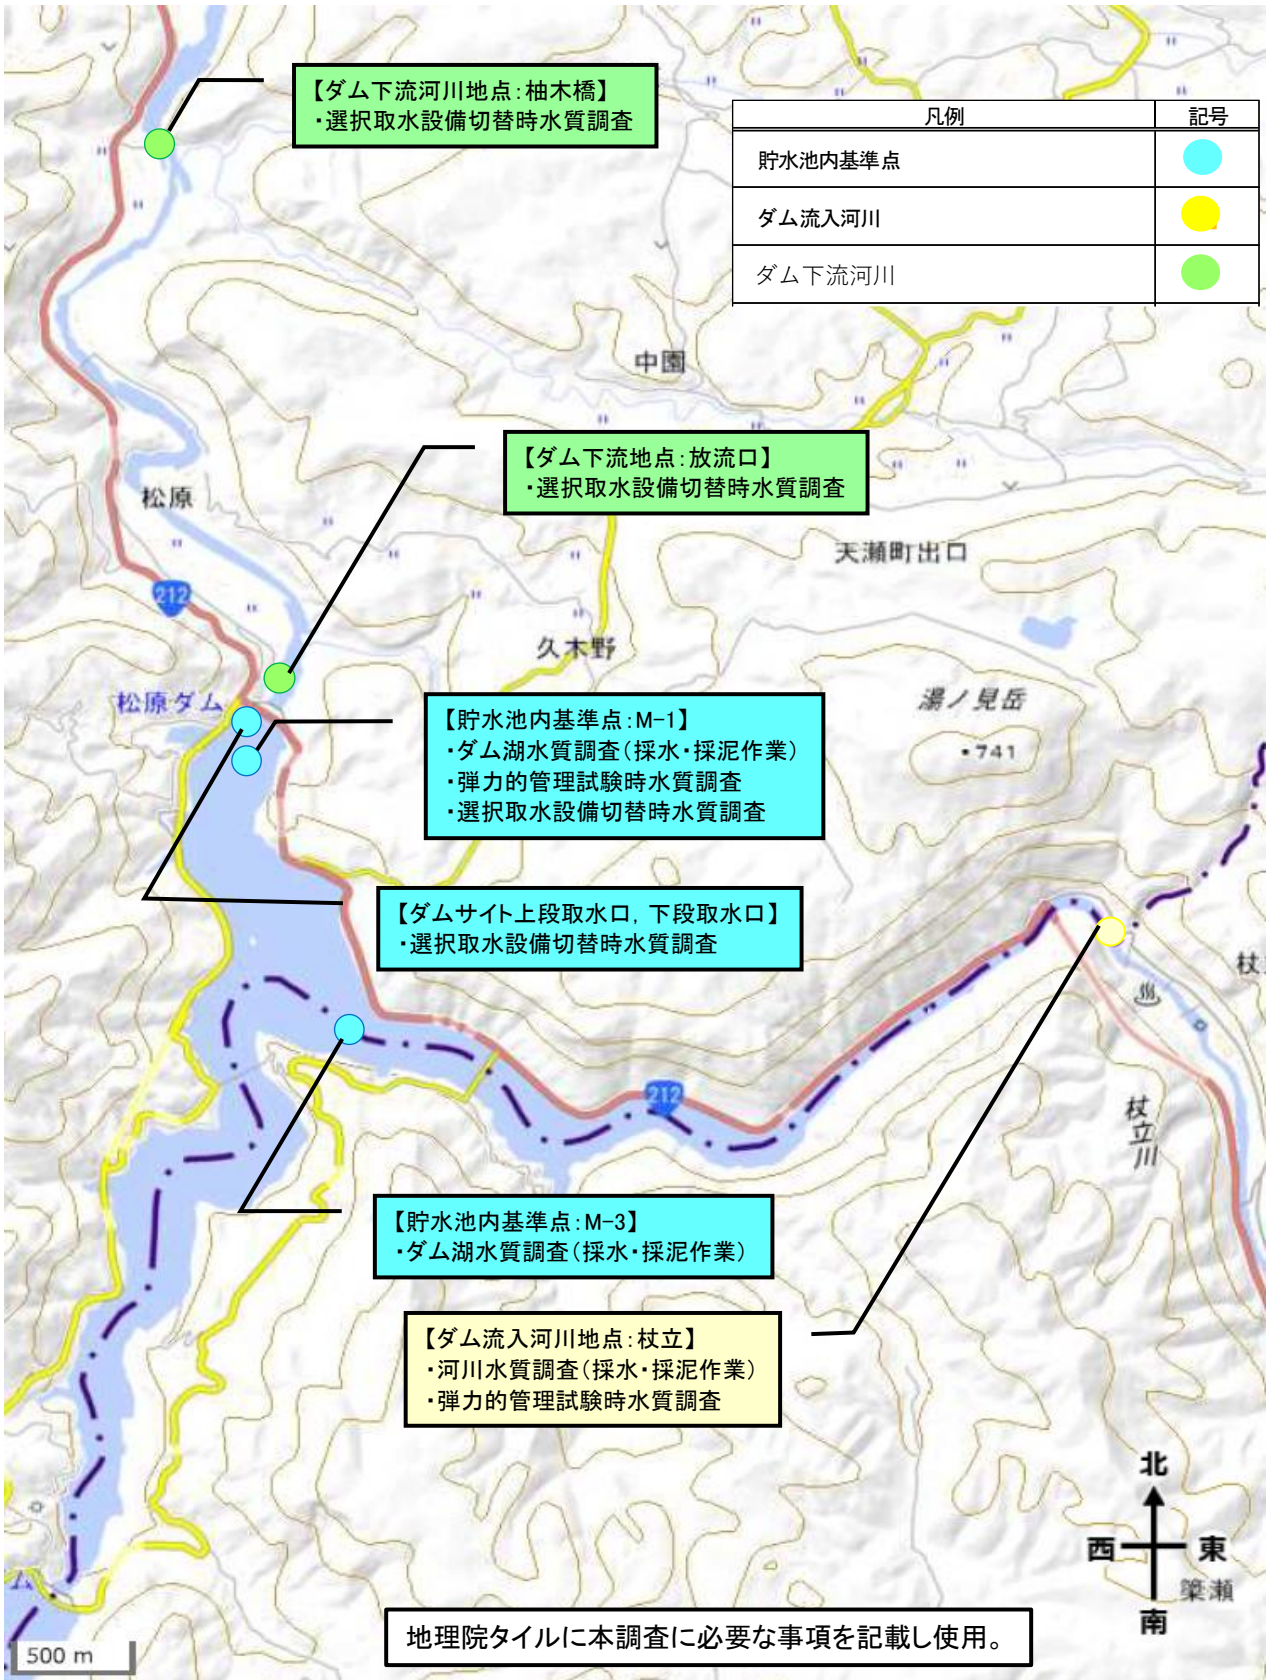 【ダム下流河川地点：柚木橋】
・選択取水設備切替時水質調査
凡例 記号
貯水池内基準点
ダム流入河川
ダム下流河川
中園
【ダム下流地点：放流口】
・選択取水設備切替時水質調査
松原
天瀬町出口
212
久木野
松原ダム
湯ノ見岳
・741
【貯水池内基準点：M-1】
・ダム湖水質調査（採水・採泥作業）
・弾力的管理試験時水質調査
・選択取水設備切替時水質調査
【ダムサイト上段取水口，下段取水口】
・選択取水設備切替時水質調査
212
杖立川
【貯水池内基準点：M-3】
・ダム湖水質調査（採水・採泥作業）
【ダム流入河川地点：杖立】
・河川水質調査（採水・採泥作業）
・弾力的管理試験時水質調査
北
西 東
南
簗瀬
地理院タイルに本調査に必要な事項を記載し使用。
500 m